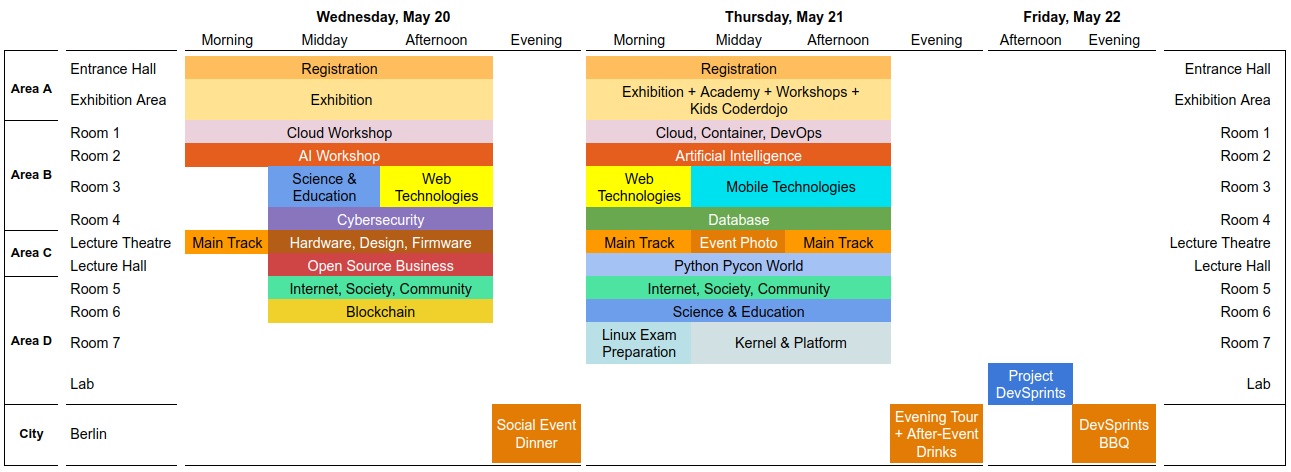 Wednesday, May 20 Thursday, May 21 Friday, May 22
Morning Midday Afternoon Evening Morning Midday Afternoon Evening Afternoon Evening
Area A
Entrance Hall Registration Registration Entrance Hall
Exhibition Area Exhibition Exhibition + Academy + Workshops +
Kids Coderdojo Exhibition Area
Area B
Room 1 Cloud Workshop Cloud, Container, DevOps Room 1
Room 2 AI Workshop Artificial Intelligence Room 2
Room 3 Science &
Education Web
Technologies Web
Technologies Mobile Technologies Room 3
Room 4 Cybersecurity Database Room 4
Area C
Lecture Theatre Main Track Hardware, Design, Firmware Main Track Event Photo Main Track Lecture Theatre
Lecture Hall Open Source Business Python Pycon World Lecture Hall
Area D
Room 5 Internet, Society, Community Internet, Society, Community Room 5
Room 6 Blockchain Science & Education Room 6
Room 7 Linux Exam
Preparation Kernel & Platform Room 7
Lab Project
DevSprints Lab
City
Berlin Social Event
Dinner Evening Tour
+ After-Event
Drinks DevSprints
BBQ